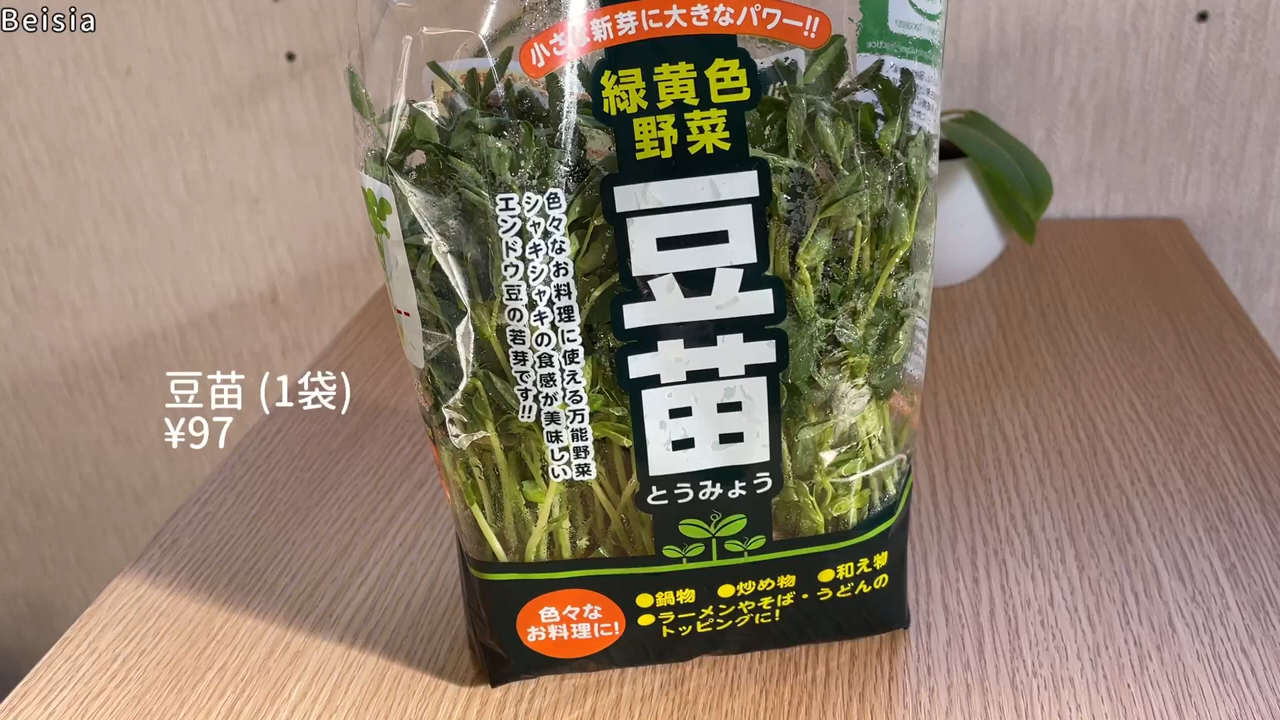 Beisia
小さな新芽に大きなパワー!!
緑黄色
野菜
豆苗
とうみょう
色々なお料理に使える万能野菜
シャキシャキの食感が美味しい
エンドウ豆の若芽です!!
豆苗 (1袋)
¥97
色々な
お料理に!
●鍋物 ●炒め物 ●和え物
●ラーメンやそば・うどんの
トッピングに!